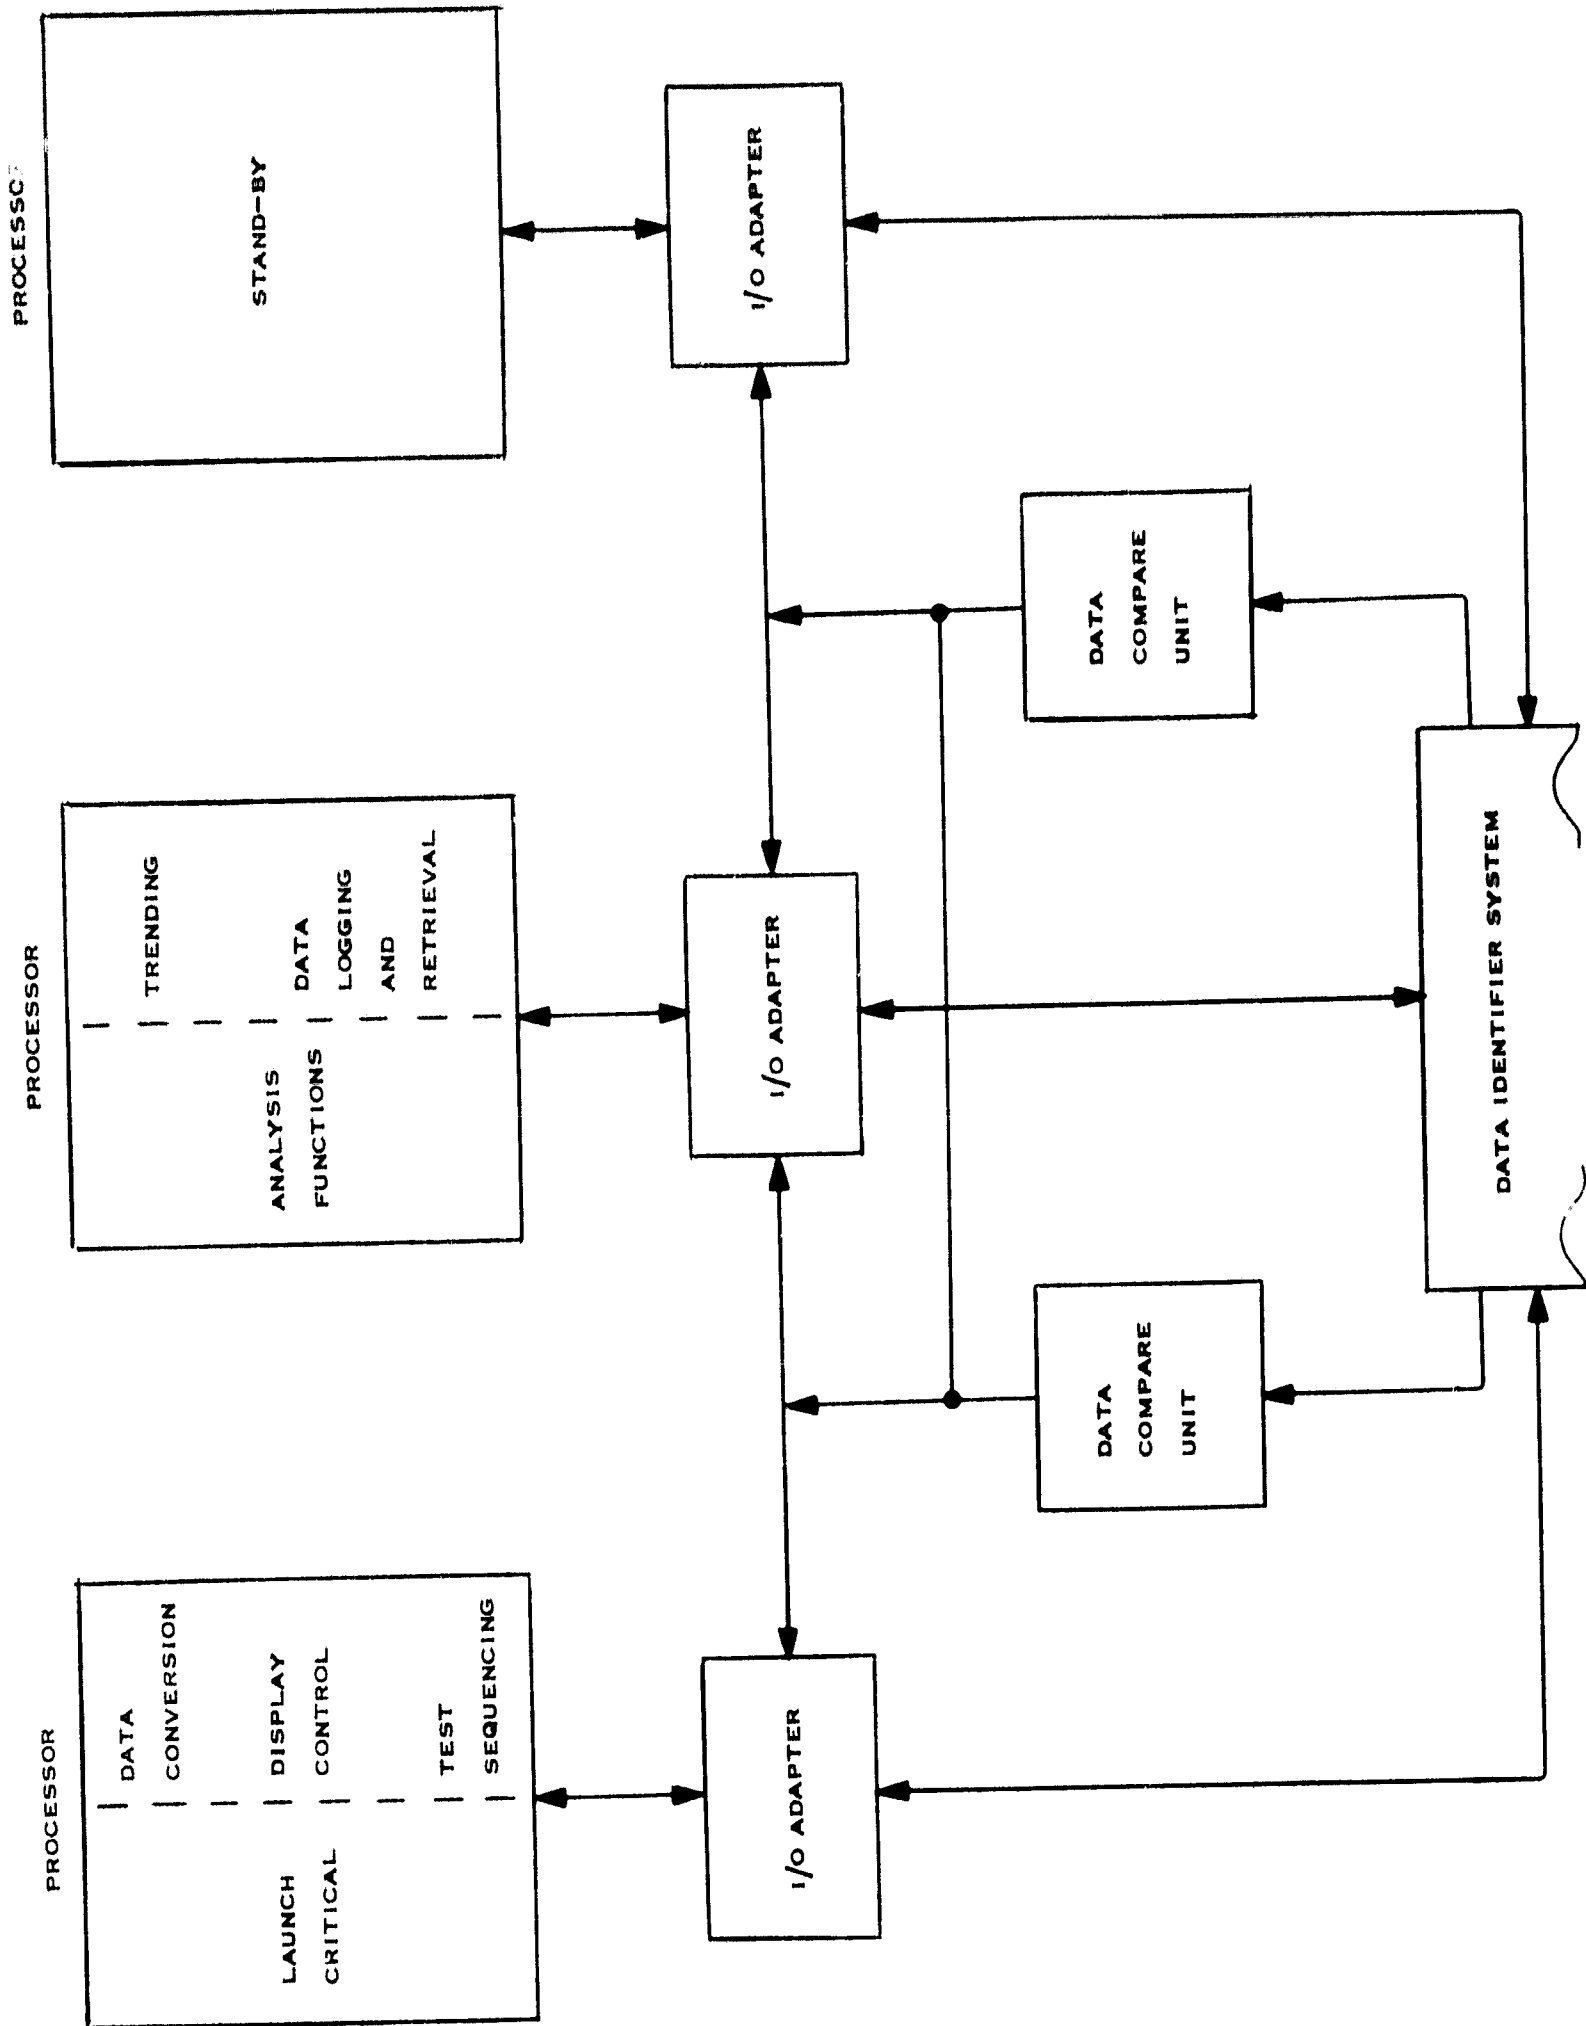 PROCESSOR
LAUNCH
CRITICAL
DATA
CONVERSION
DISPLAY
CONTROL
TEST
SEQUENCING
PROCESSOR
ANALYSIS
FUNCTIONS
TRENDING
DATA
LOGGING
AND
RETRIEVAL
PROCESSO
STAND-BY
I/O ADAPTER
I/O ADAPTER
I/O ADAPTER
DATA
COMPARE
UNIT
DATA
COMPARE
UNIT
DATA IDENTIFIER SYSTEM